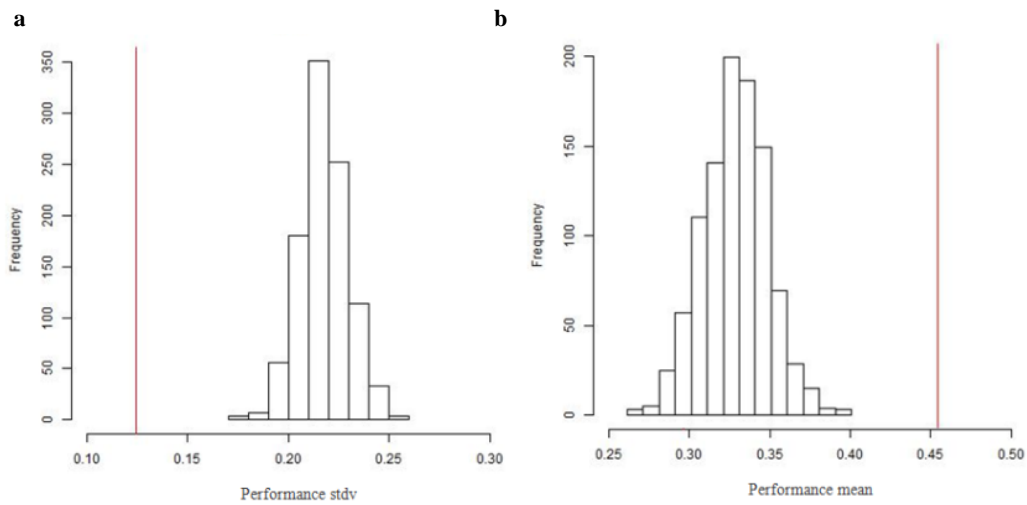 a
b
Frequency
0 50 100 150 200 250 300 350
0.10 0.15 0.20 0.25 0.30
Performance stdv
Frequency
0 50 100 150 200
0.25 0.30 0.35 0.40 0.45 0.50
Performance mean